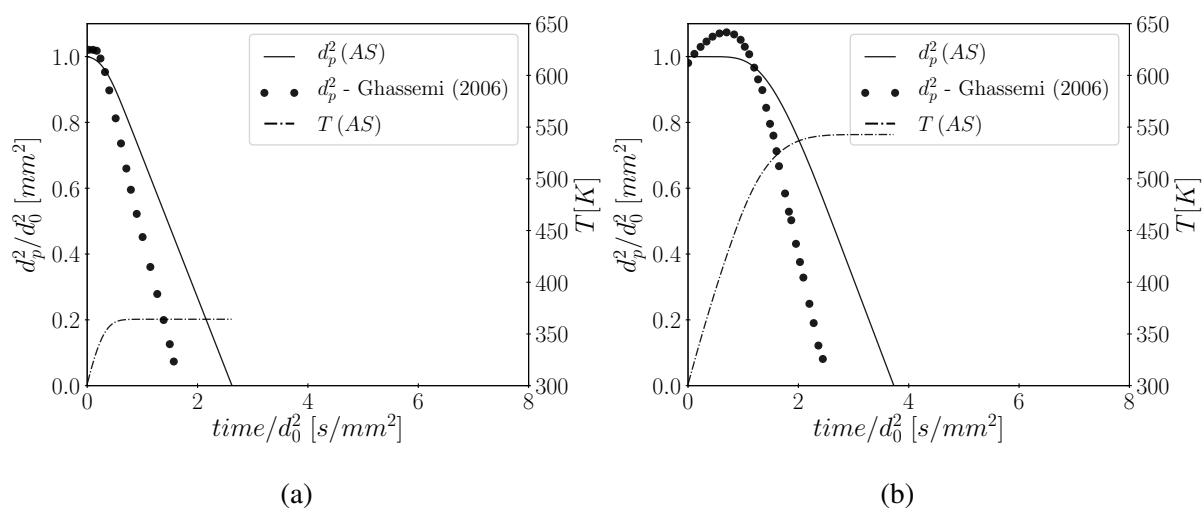 650
1.0
600
0.8
550
0.6
500
0.4
450
400
0.2
350
0.0
300
0 2 4 6 8
d_p^2/d_0^2 [mm^2]
T [K]
time/d_0^2 [s/mm^2]
d_p^2 (AS)
d_p^2 - Ghassemi (2006)
T (AS)
(a)
650
1.0
600
0.8
550
0.6
500
0.4
450
400
0.2
350
0.0
300
0 2 4 6 8
d_p^2/d_0^2 [mm^2]
T [K]
time/d_0^2 [s/mm^2]
d_p^2 (AS)
d_p^2 - Ghassemi (2006)
T (AS)
(b)